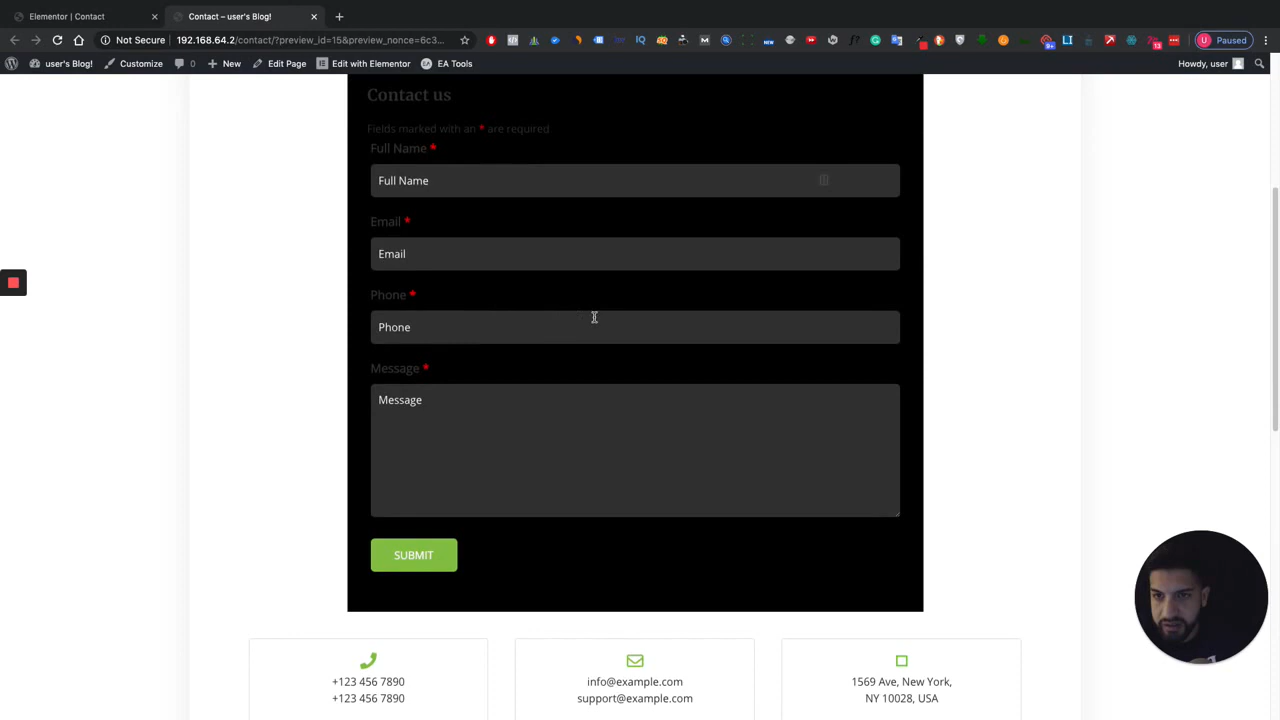 Elementor | Contact
Contact – user's Blog!
Not Secure
192.168.64.2/contact/?preview_id=15&preview_nonce=6c3...
Paused
user's Blog!
Customize
0
New
Edit Page
Edit with Elementor
EA Tools
Howdy, user
Contact us
Fields marked with an * are required
Full Name *
Full Name
Email *
Email
Phone *
Phone
Message *
Message
SUBMIT
+123 456 7890
+123 456 7890
info@example.com
support@example.com
1569 Ave, New York,
NY 10028, USA